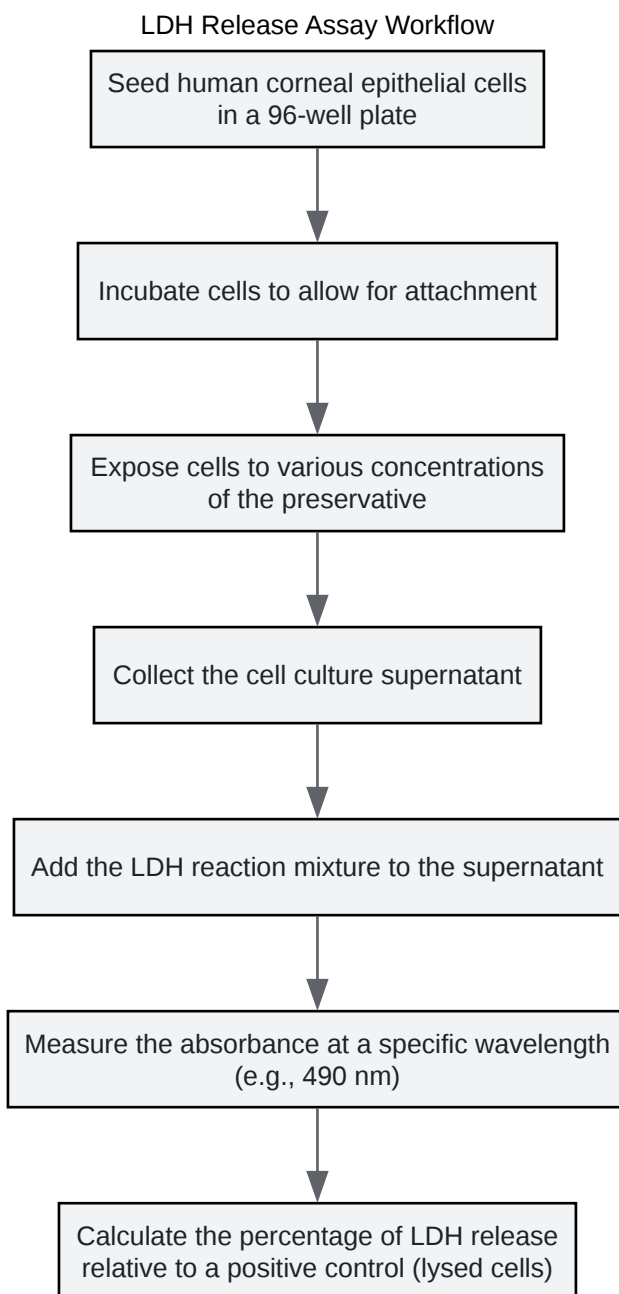 LDH Release Assay Workflow
Seed human corneal epithelial cells
in a 96-well plate
Incubate cells to allow for attachment
Expose cells to various concentrations
of the preservative
Collect the cell culture supernatant
Add the LDH reaction mixture to the supernatant
Measure the absorbance at a specific wavelength
(e.g., 490 nm)
Calculate the percentage of LDH release
relative to a positive control (lysed cells)